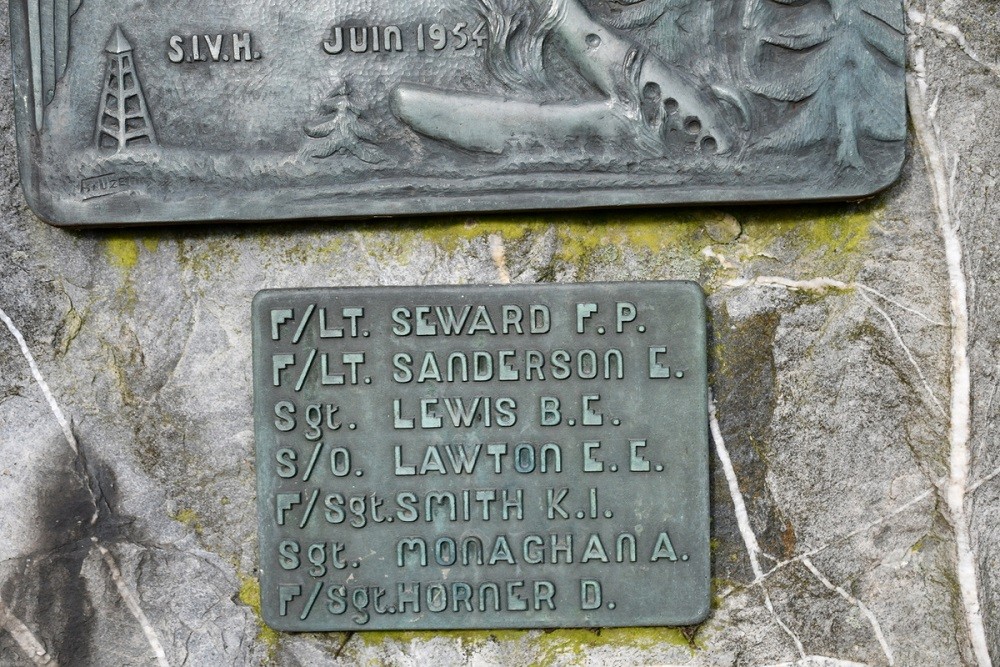 S.I.V.H. JUIN 1954
F/LT. SEWARD F.P.
F/LT. SANDERSON E.
Sgt. LEWIS B.E.
S/O. LAWTON E.E.
F/Sgt. SMITH K.I.
Sgt. MONAGHAN A.
F/Sgt. HORNER D.